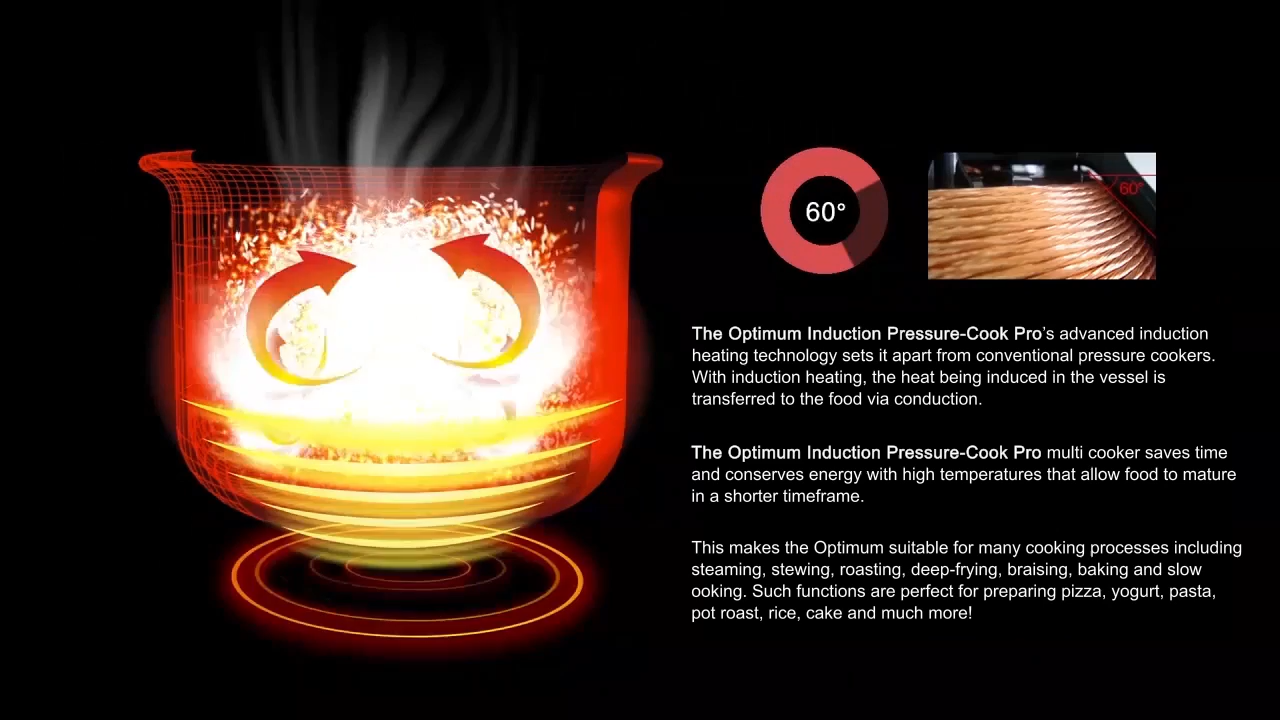 60°
60°
The Optimum Induction Pressure-Cook Pro's advanced induction
heating technology sets it apart from conventional pressure cookers.
With induction heating, the heat being induced in the vessel is
transferred to the food via conduction.
The Optimum Induction Pressure-Cook Pro multi cooker saves time
and conserves energy with high temperatures that allow food to mature
in a shorter timeframe.
This makes the Optimum suitable for many cooking processes including
steaming, stewing, roasting, deep-frying, braising, baking and slow
ooking. Such functions are perfect for preparing pizza, yogurt, pasta,
pot roast, rice, cake and much more!